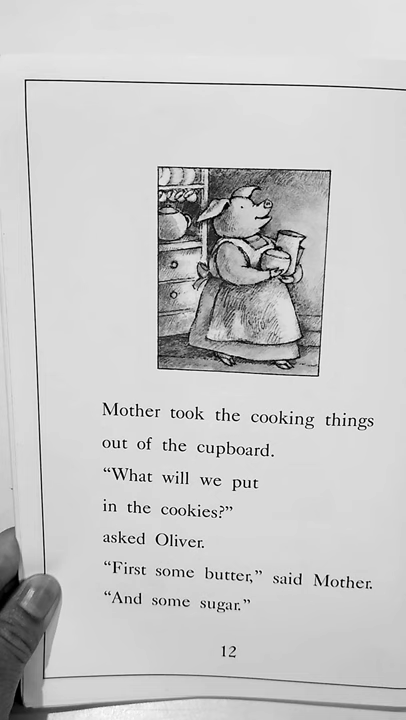 Mother took the cooking things
out of the cupboard.
“What will we put
in the cookies?”
asked Oliver.
“First some butter,” said Mother.
“And some sugar.”
12